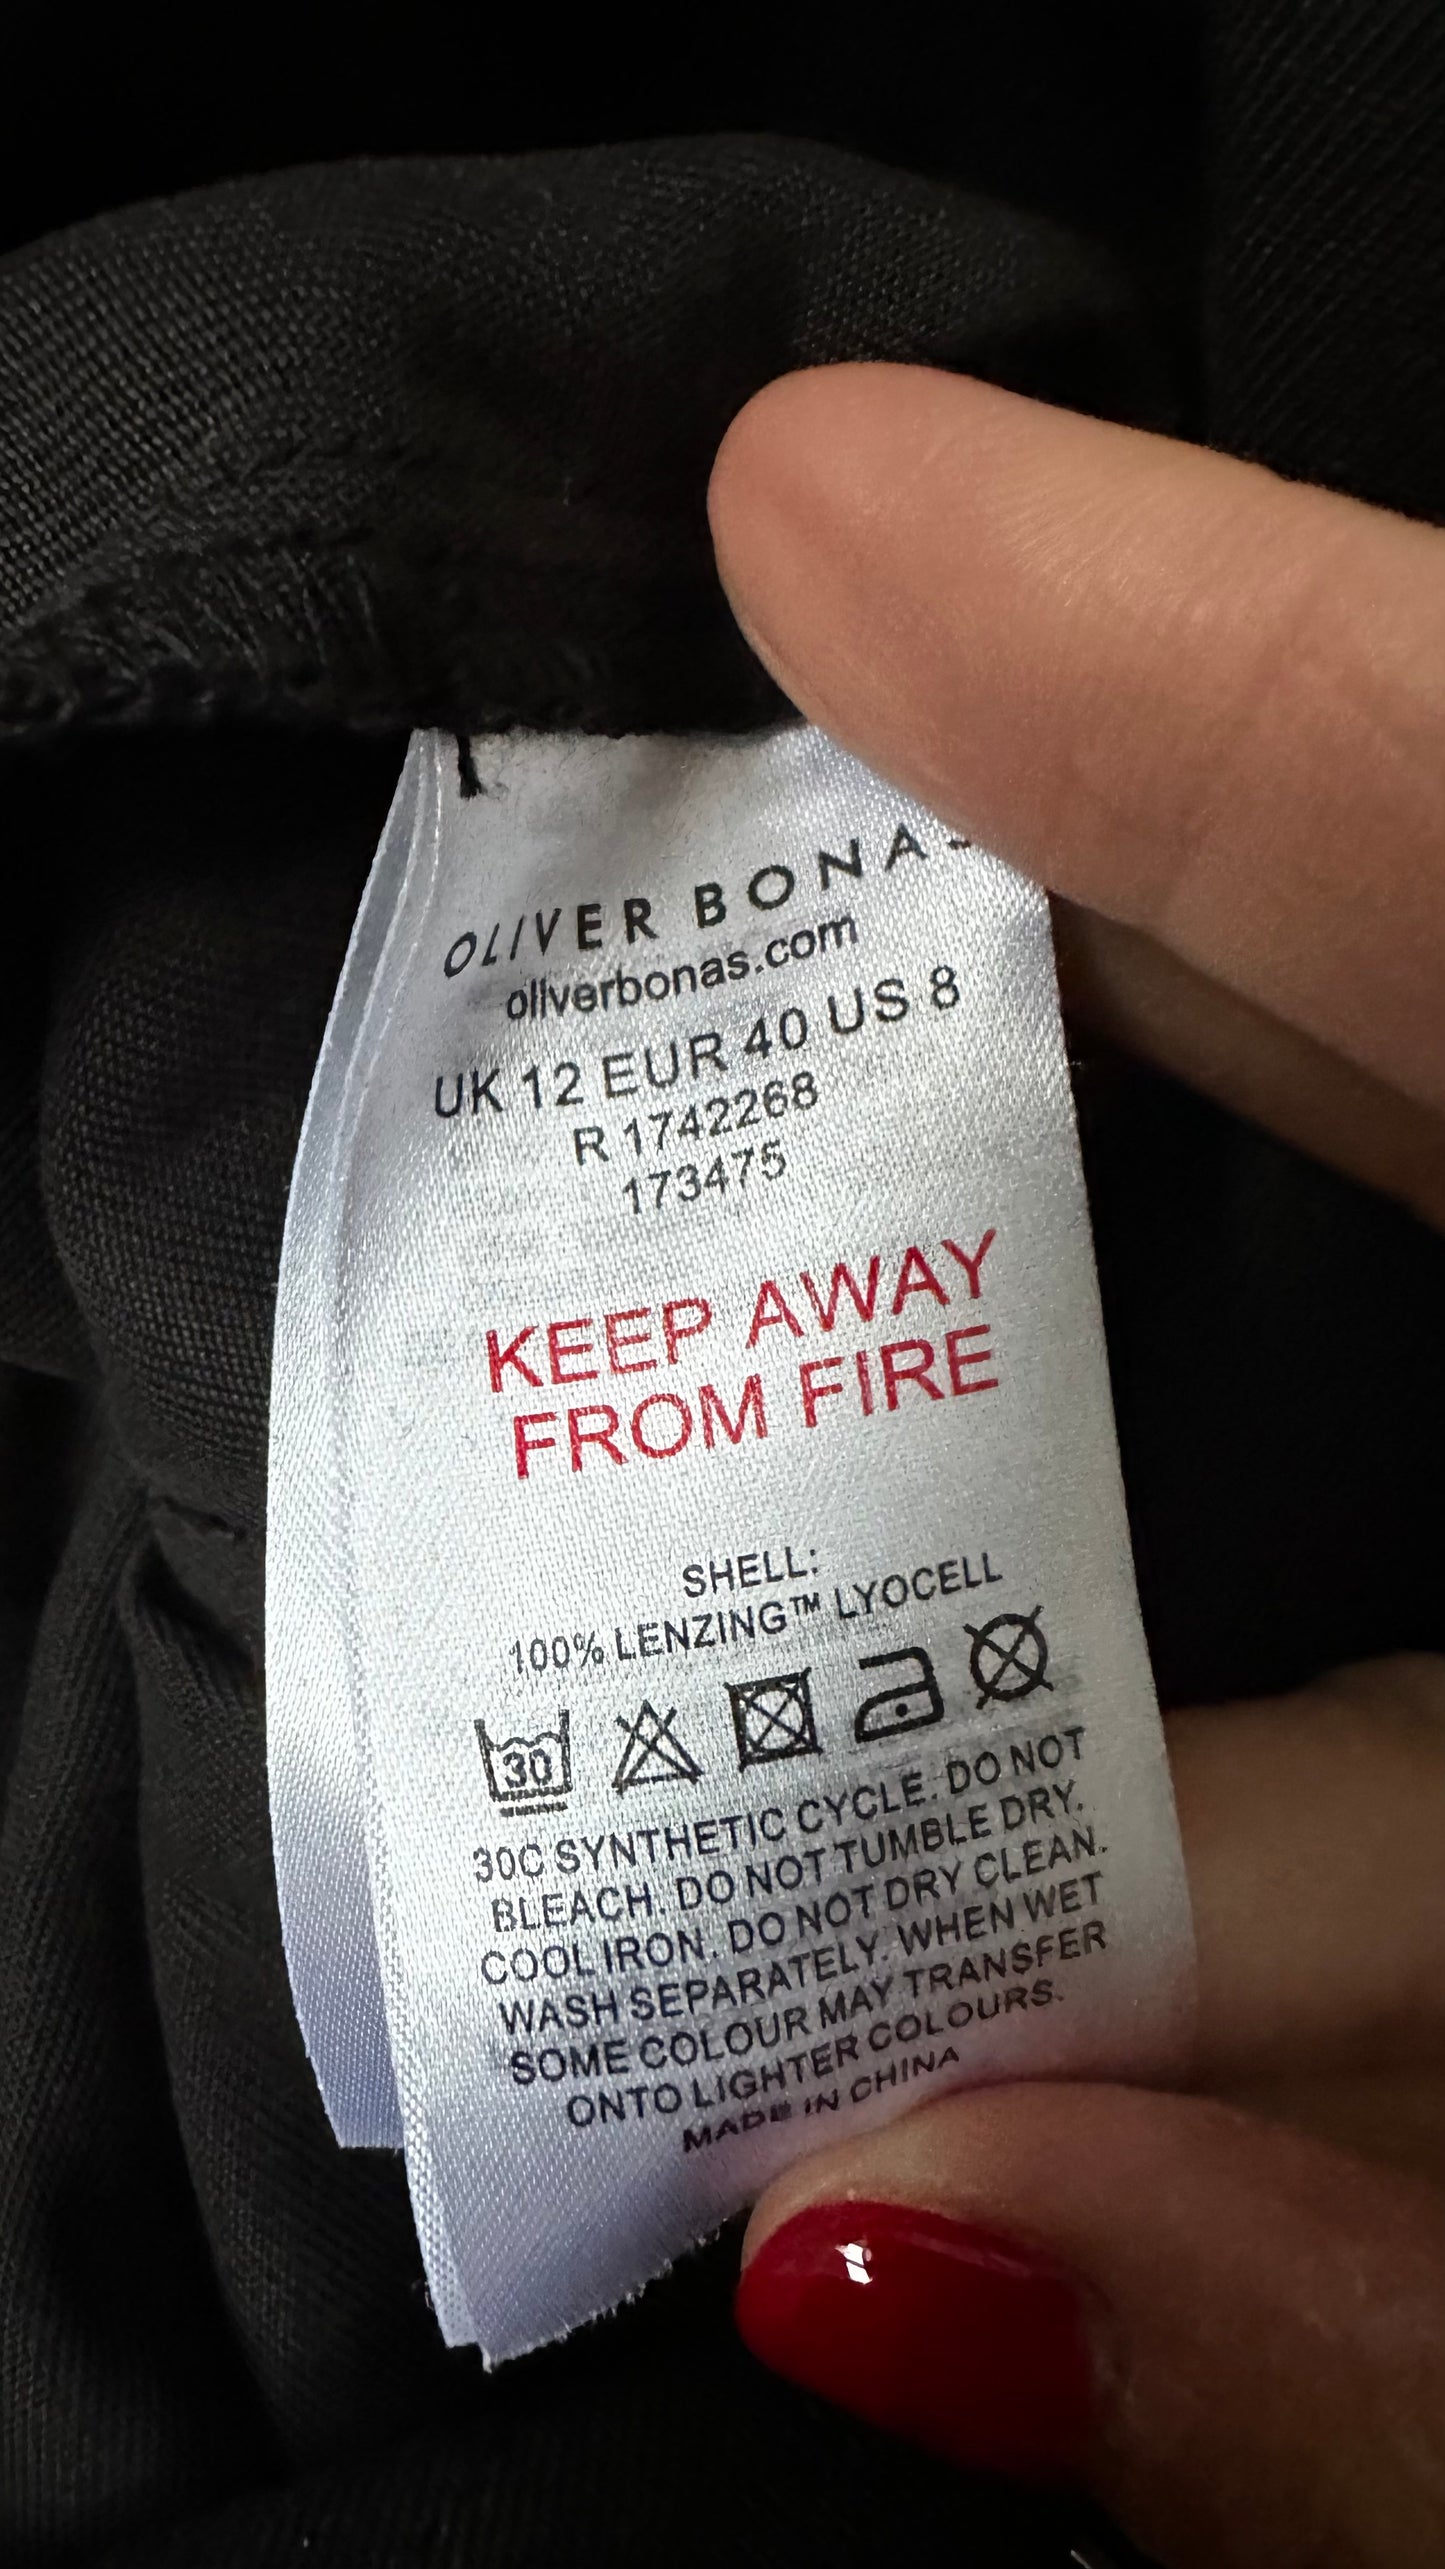 OLIVER BONAS
oliverbonas.com
UK 12 EUR 40 US 8
R 1742268
173475
KEEP AWAY
FROM FIRE
SHELL:
100% LENZING™ LYOCELL
30
30C SYNTHETIC CYCLE. DO NOT
BLEACH. DO NOT TUMBLE DRY.
COOL IRON. DO NOT DRY CLEAN.
WASH SEPARATELY. WHEN WET
SOME COLOUR MAY TRANSFER
ONTO LIGHTER COLOURS.
MADE IN CHINA